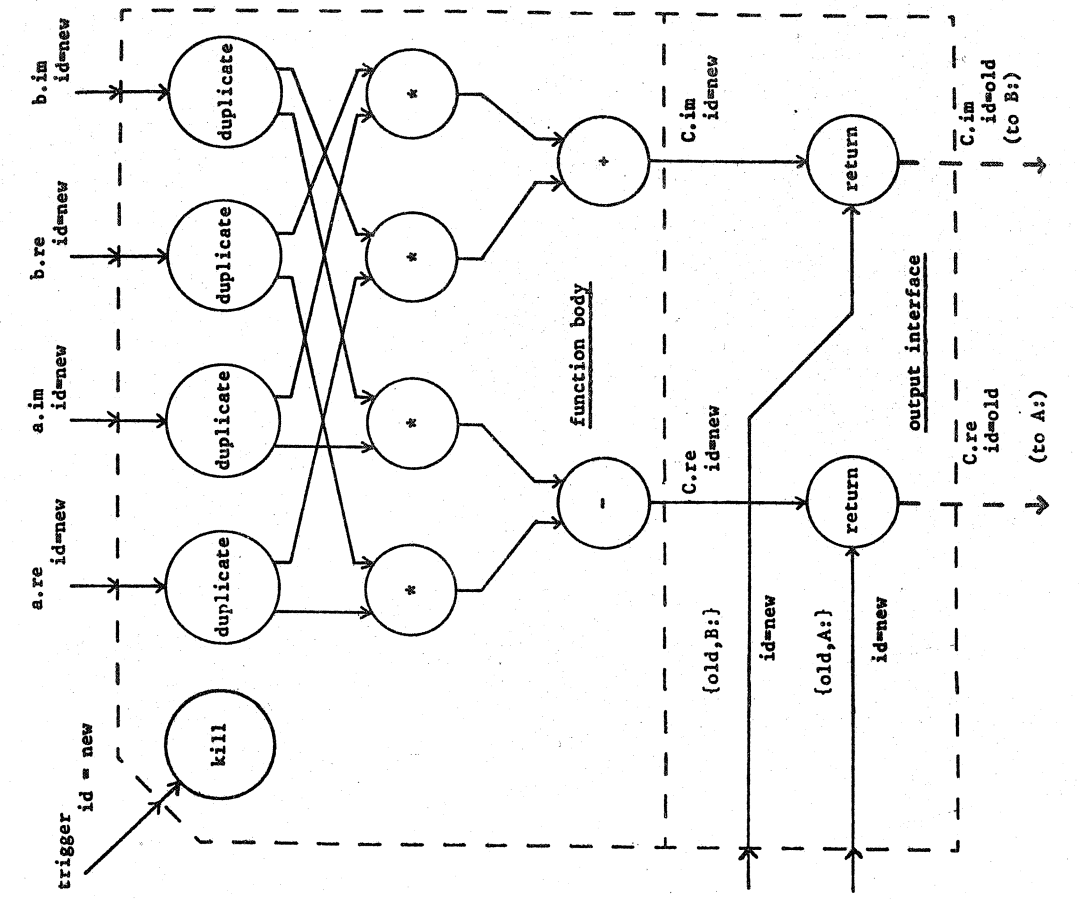 trigger
id = new
a.re
id=new
a.im
id=new
b.re
id=new
b.im
id=new
kill
duplicate
duplicate
duplicate
duplicate
*
*
*
*
-
+
function body
{old,B:}
id=new
C.re
id=new
C.im
id=new
{old,A:}
id=new
return
return
output interface
C.re
id=old
(to A:)
C.im
id=old
(to B:)